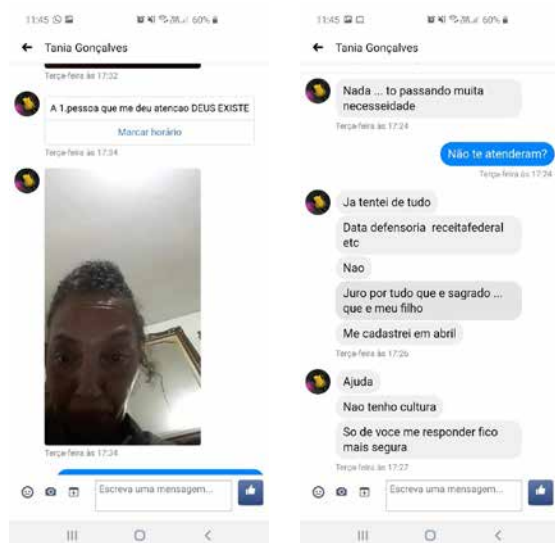 11:45
60%
Tania Gonçalves
Terça-feira às 17:32
A 1.pessoa que me deu atencao DEUS EXISTE
Marcar horário
Terça-feira às 17:34
Terça-feira às 17:34
Escreva uma mensagem...
11:45
60%
Tania Gonçalves
Nada ... to passando muita
necesseidade
Terça-feira às 17:24
Não te atenderam?
Terça-feira às 17:24
Ja tentei de tudo
Data defensoria receitafederal
etc
Nao
Juro por tudo que e sagrado ...
que e meu filho
Me cadastrei em abril
Terça-feira às 17:26
Ajuda
Nao tenho cultura
So de voce me responder fico
mais segura
Terça-feira às 17:27
Escreva uma mensagem...